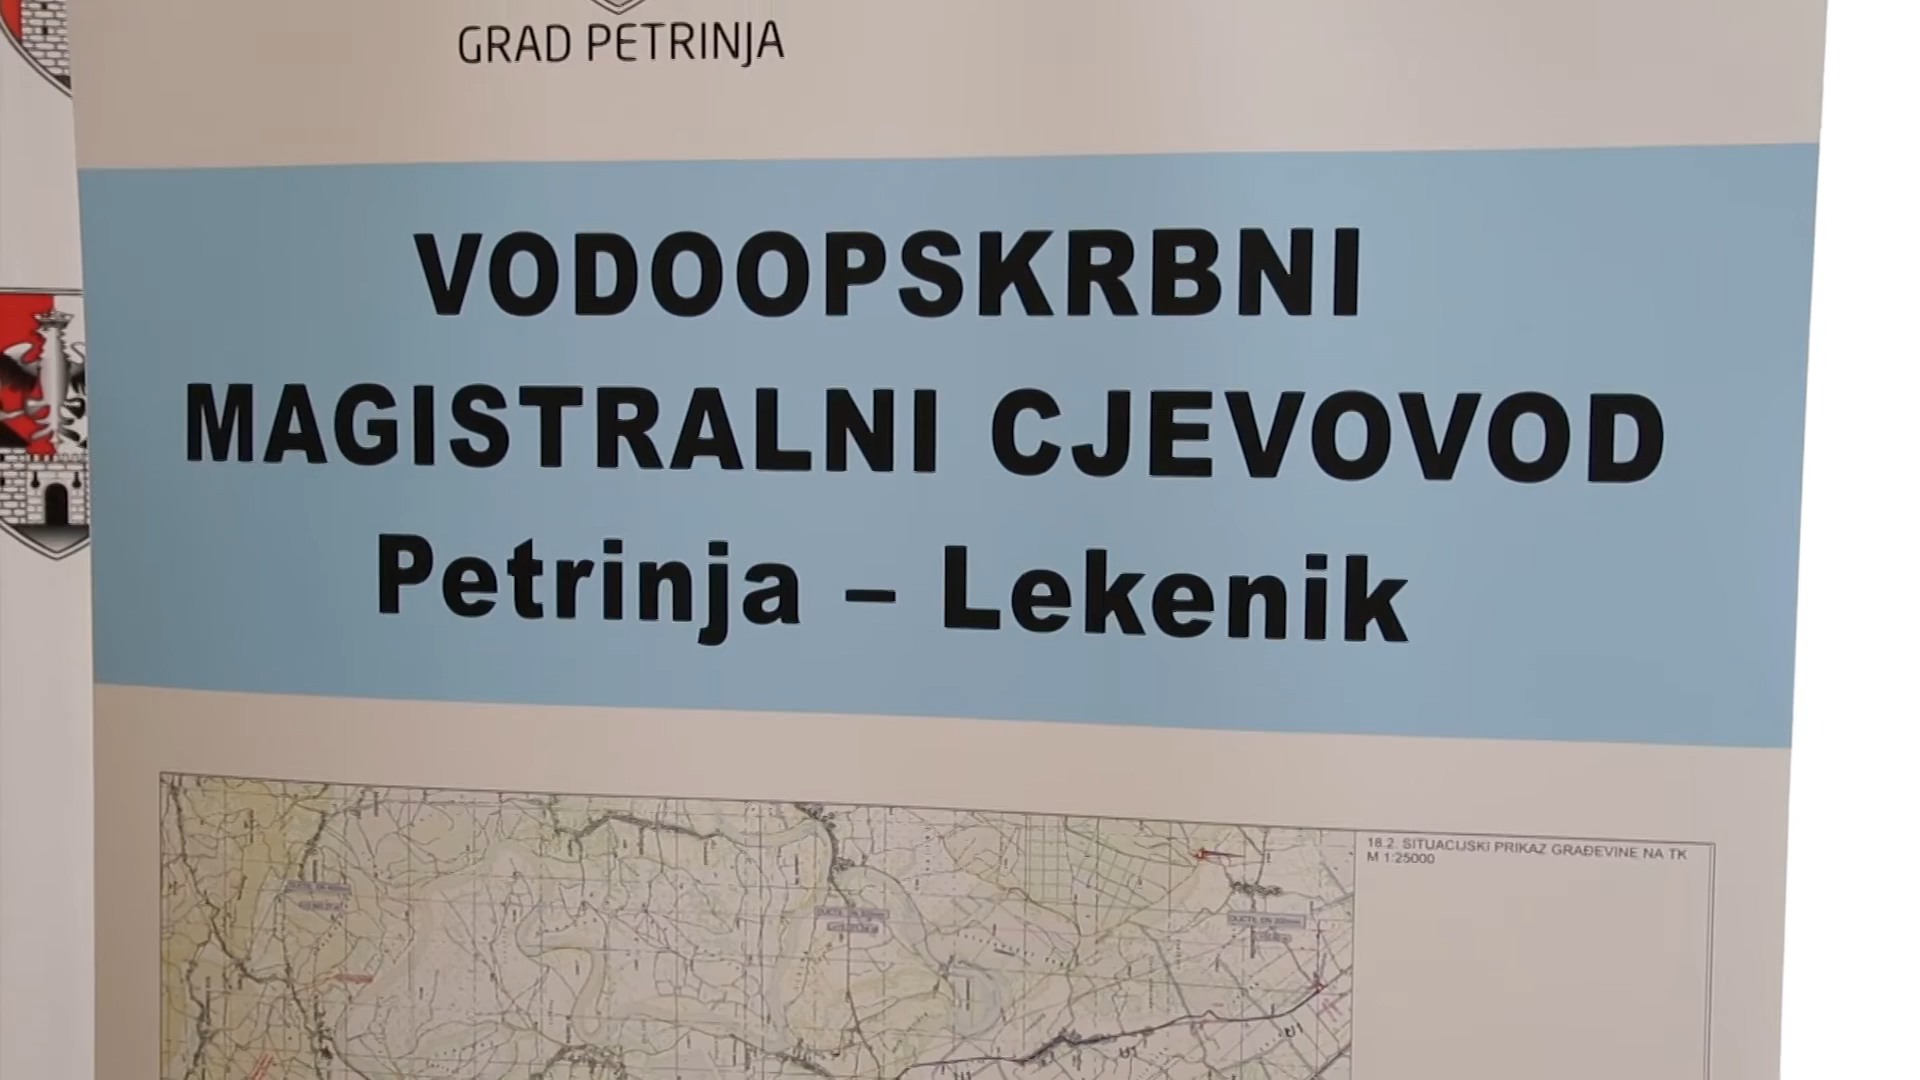 GRAD PETRINJA
VODOOPSKRBNI
MAGISTRALNI CJEVOVOD
Petrinja – Lekenik
18.2. SITUACIJSKI PRIKAZ GRAĐEVINE NA TK
M 1:25000